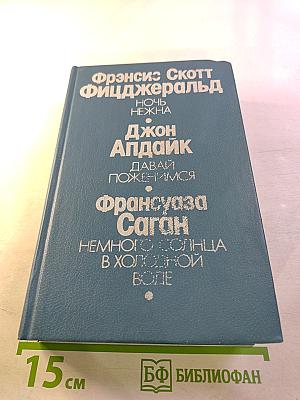 Фрэнсис Скотт
Фицджеральд
НОЧЬ
НЕЖНА
Джон
Апдайк
ДАВАЙ
ПОЖЕНИМСЯ
Франсуаза
Саган
НЕМНОГО СОЛНЦА
В ХОЛОДНОЙ
ВОДЕ
15 см
БФ БИБЛИОФАН